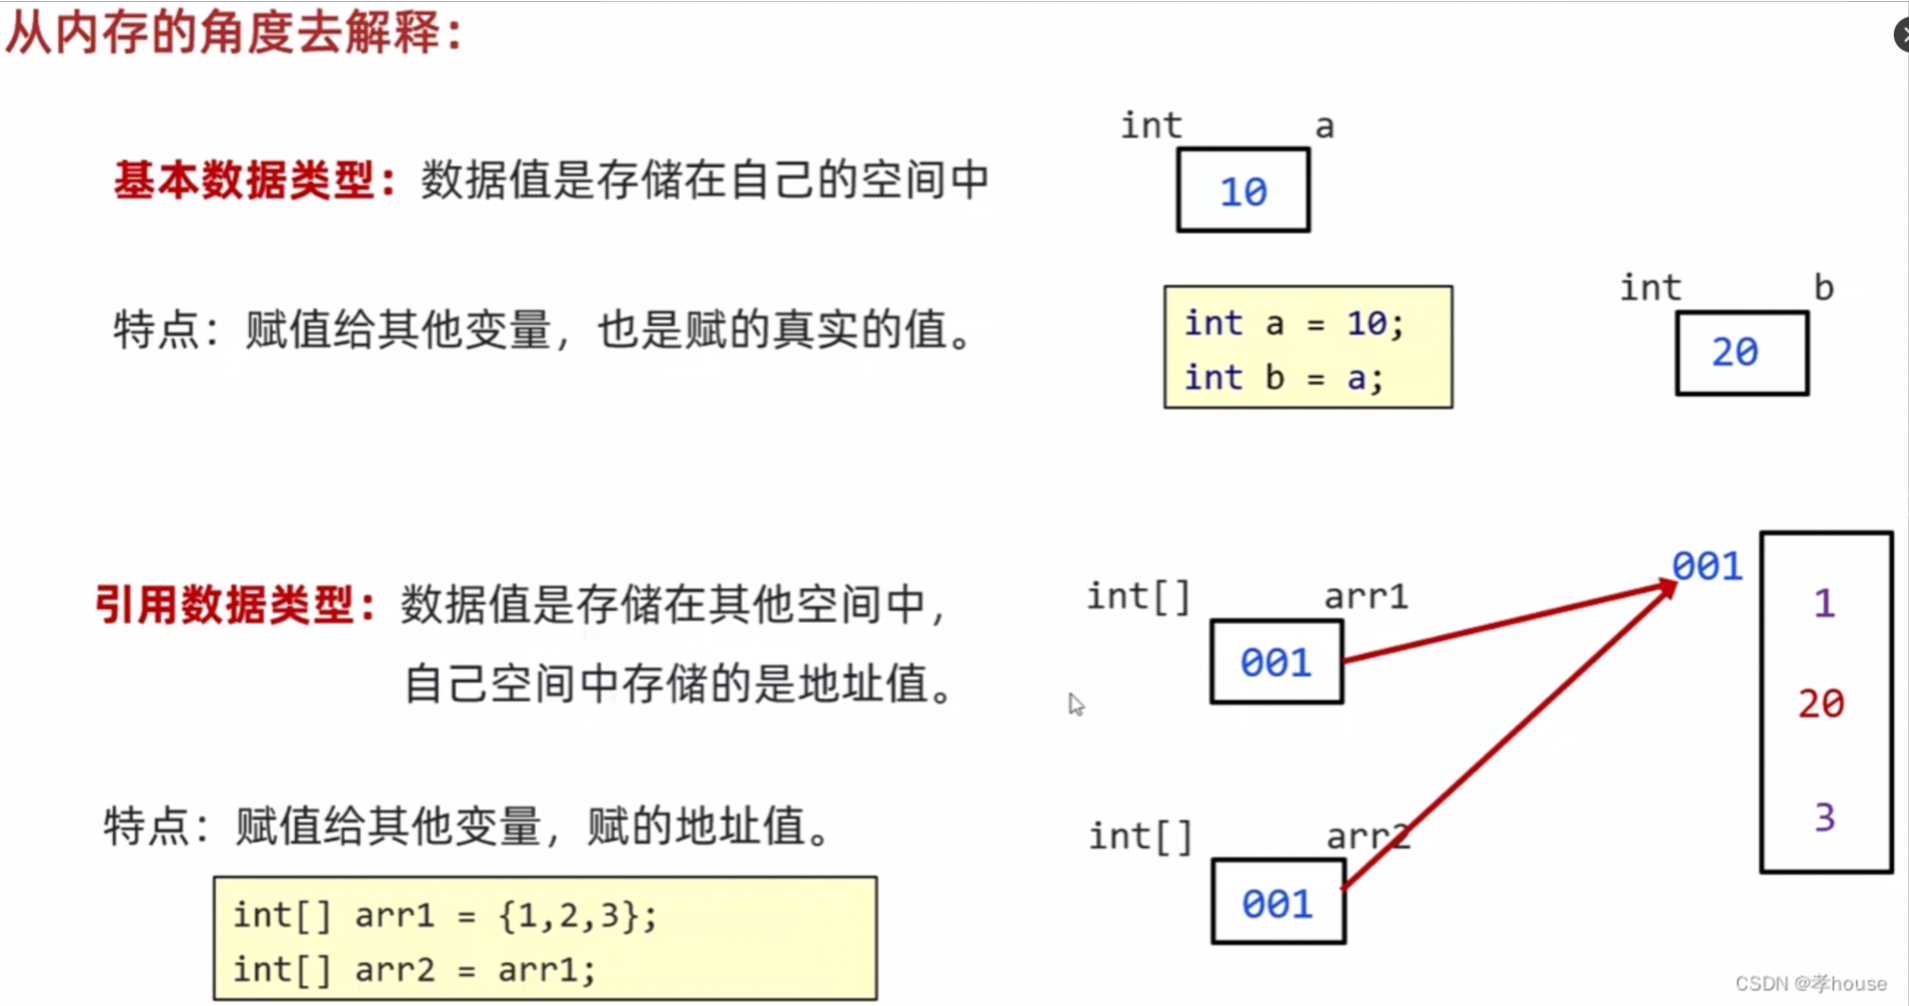 从内存的角度去解释：
int a
基本数据类型：数据值是存储在自己的空间中
10
int b
特点：赋值给其他变量，也是赋的真实的值。
int a = 10;
int b = a;
20
引用数据类型：数据值是存储在其他空间中，
自己空间中存储的是地址值。
int[] arr1
001
001
1
20
3
特点：赋值给其他变量，赋的地址值。
int[] arr2
001
int[] arr1 = {1,2,3};
int[] arr2 = arr1;
CSDN @孝house